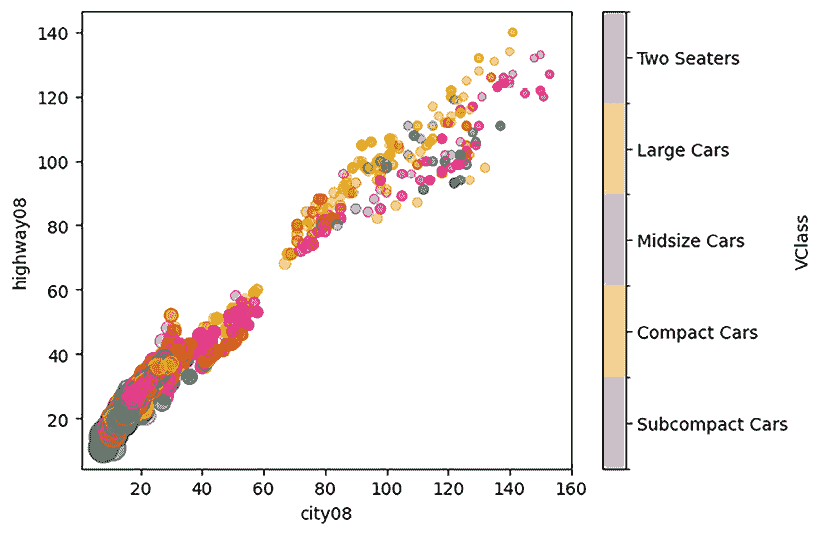 140
120
100
80
60
40
20
highway08
20 40 60 80 100 120 140 160
city08
Two Seaters
Large Cars
Midsize Cars
Compact Cars
Subcompact Cars
VClass